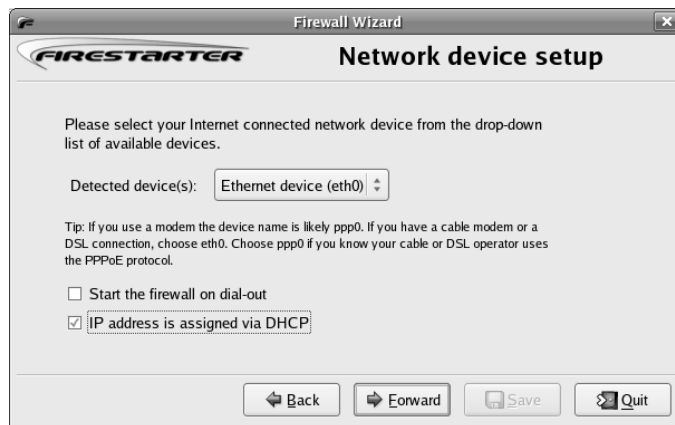 Firewall Wizard
FIRESTARTER
Network device setup
Please select your Internet connected network device from the drop-down
list of available devices.
Detected device(s):
Ethernet device (eth0)
Tip: If you use a modem the device name is likely ppp0. If you have a cable modem or a
DSL connection, choose eth0. Choose ppp0 if you know your cable or DSL operator uses
the PPPoE protocol.
Start the firewall on dial-out
IP address is assigned via DHCP
Back
Forward
Save
Quit